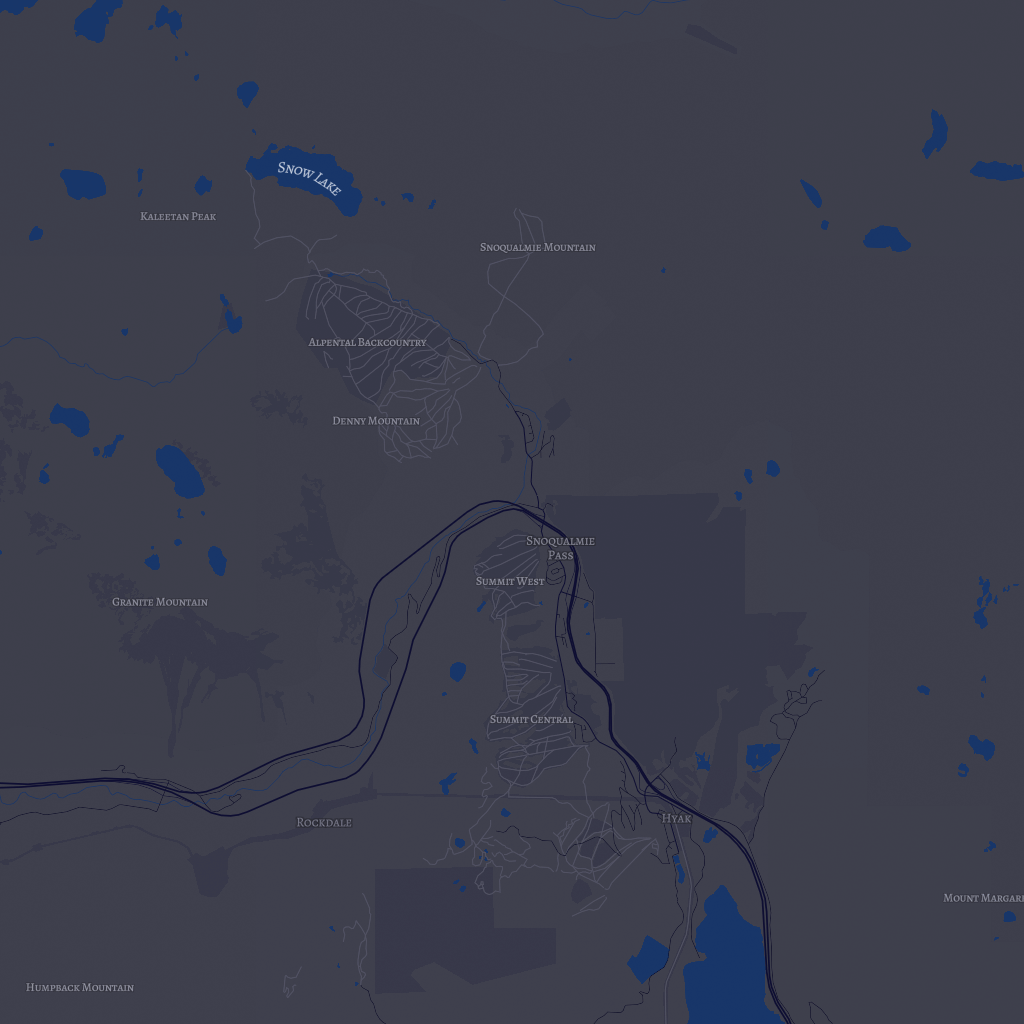 Snow Lake
Kaleetan Peak
Snoqualmie Mountain
Alpental Backcountry
Denny Mountain
Snoqualmie
Pass
Summit West
Granite Mountain
Summit Central
Rockdale
Hyak
Mount Margar
Humpback Mountain